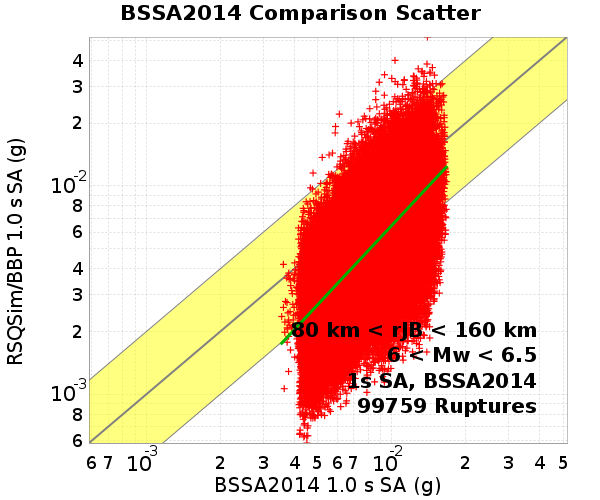 BSSA2014 Comparison Scatter
RSQSim/BBP 1.0 s SA (g)
4
3
2
10⁻²
8
6
4
3
2
10⁻³
8
6
80 km < rJB < 160 km
6 < Mw < 6.5
1s SA, BSSA2014
99759 Ruptures
6 7 10⁻³ 2 3 4 5 6 7 10⁻² 2 3 4 5
BSSA2014 1.0 s SA (g)